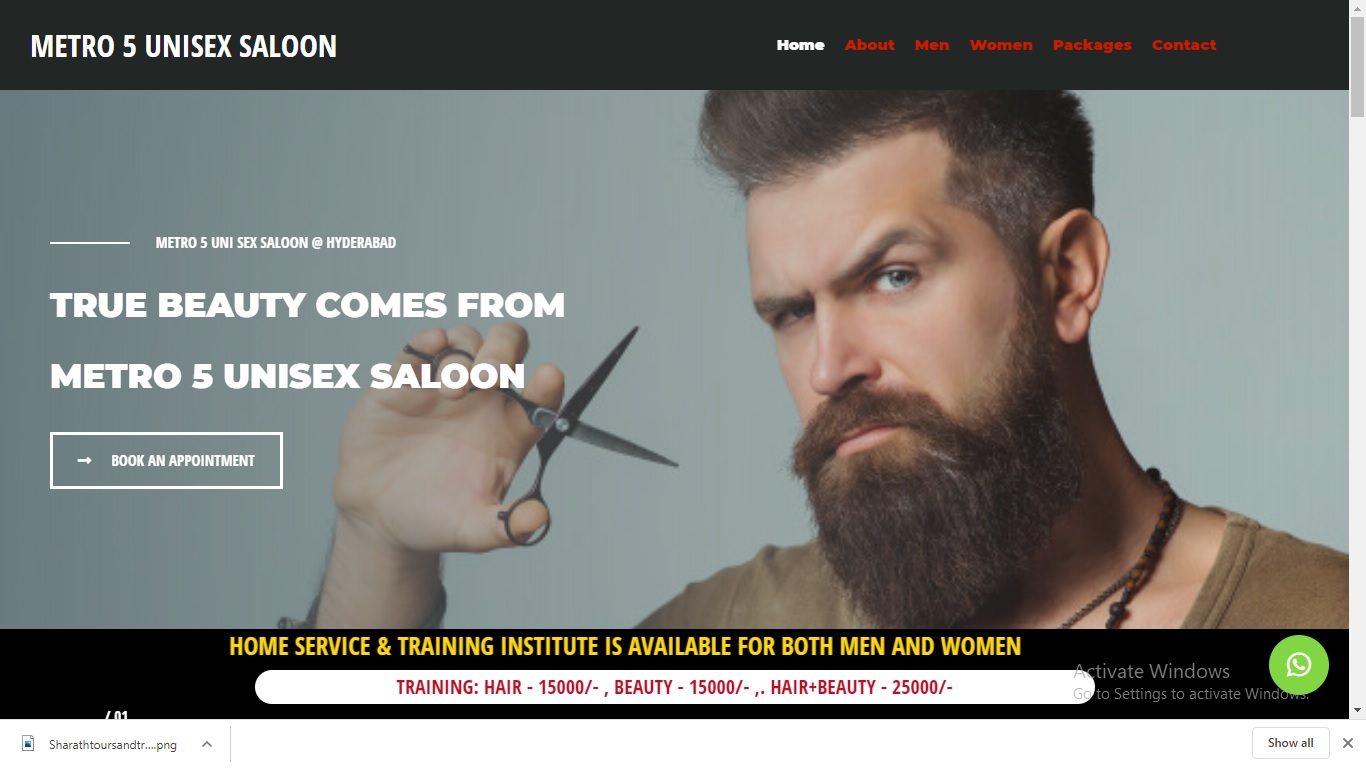 METRO 5 UNISEX SALOON
Home About Men Women Packages Contact
METRO 5 UNI SEX SALOON @ HYDERABAD
TRUE BEAUTY COMES FROM
METRO 5 UNISEX SALOON
BOOK AN APPOINTMENT
HOME SERVICE & TRAINING INSTITUTE IS AVAILABLE FOR BOTH MEN AND WOMEN
TRAINING: HAIR - 15000/- , BEAUTY - 15000/- ,. HAIR+BEAUTY - 25000/-
Activate Windows
Go to Settings to activate Windows.
/ 01
Sharathtoursandtr....png
Show all